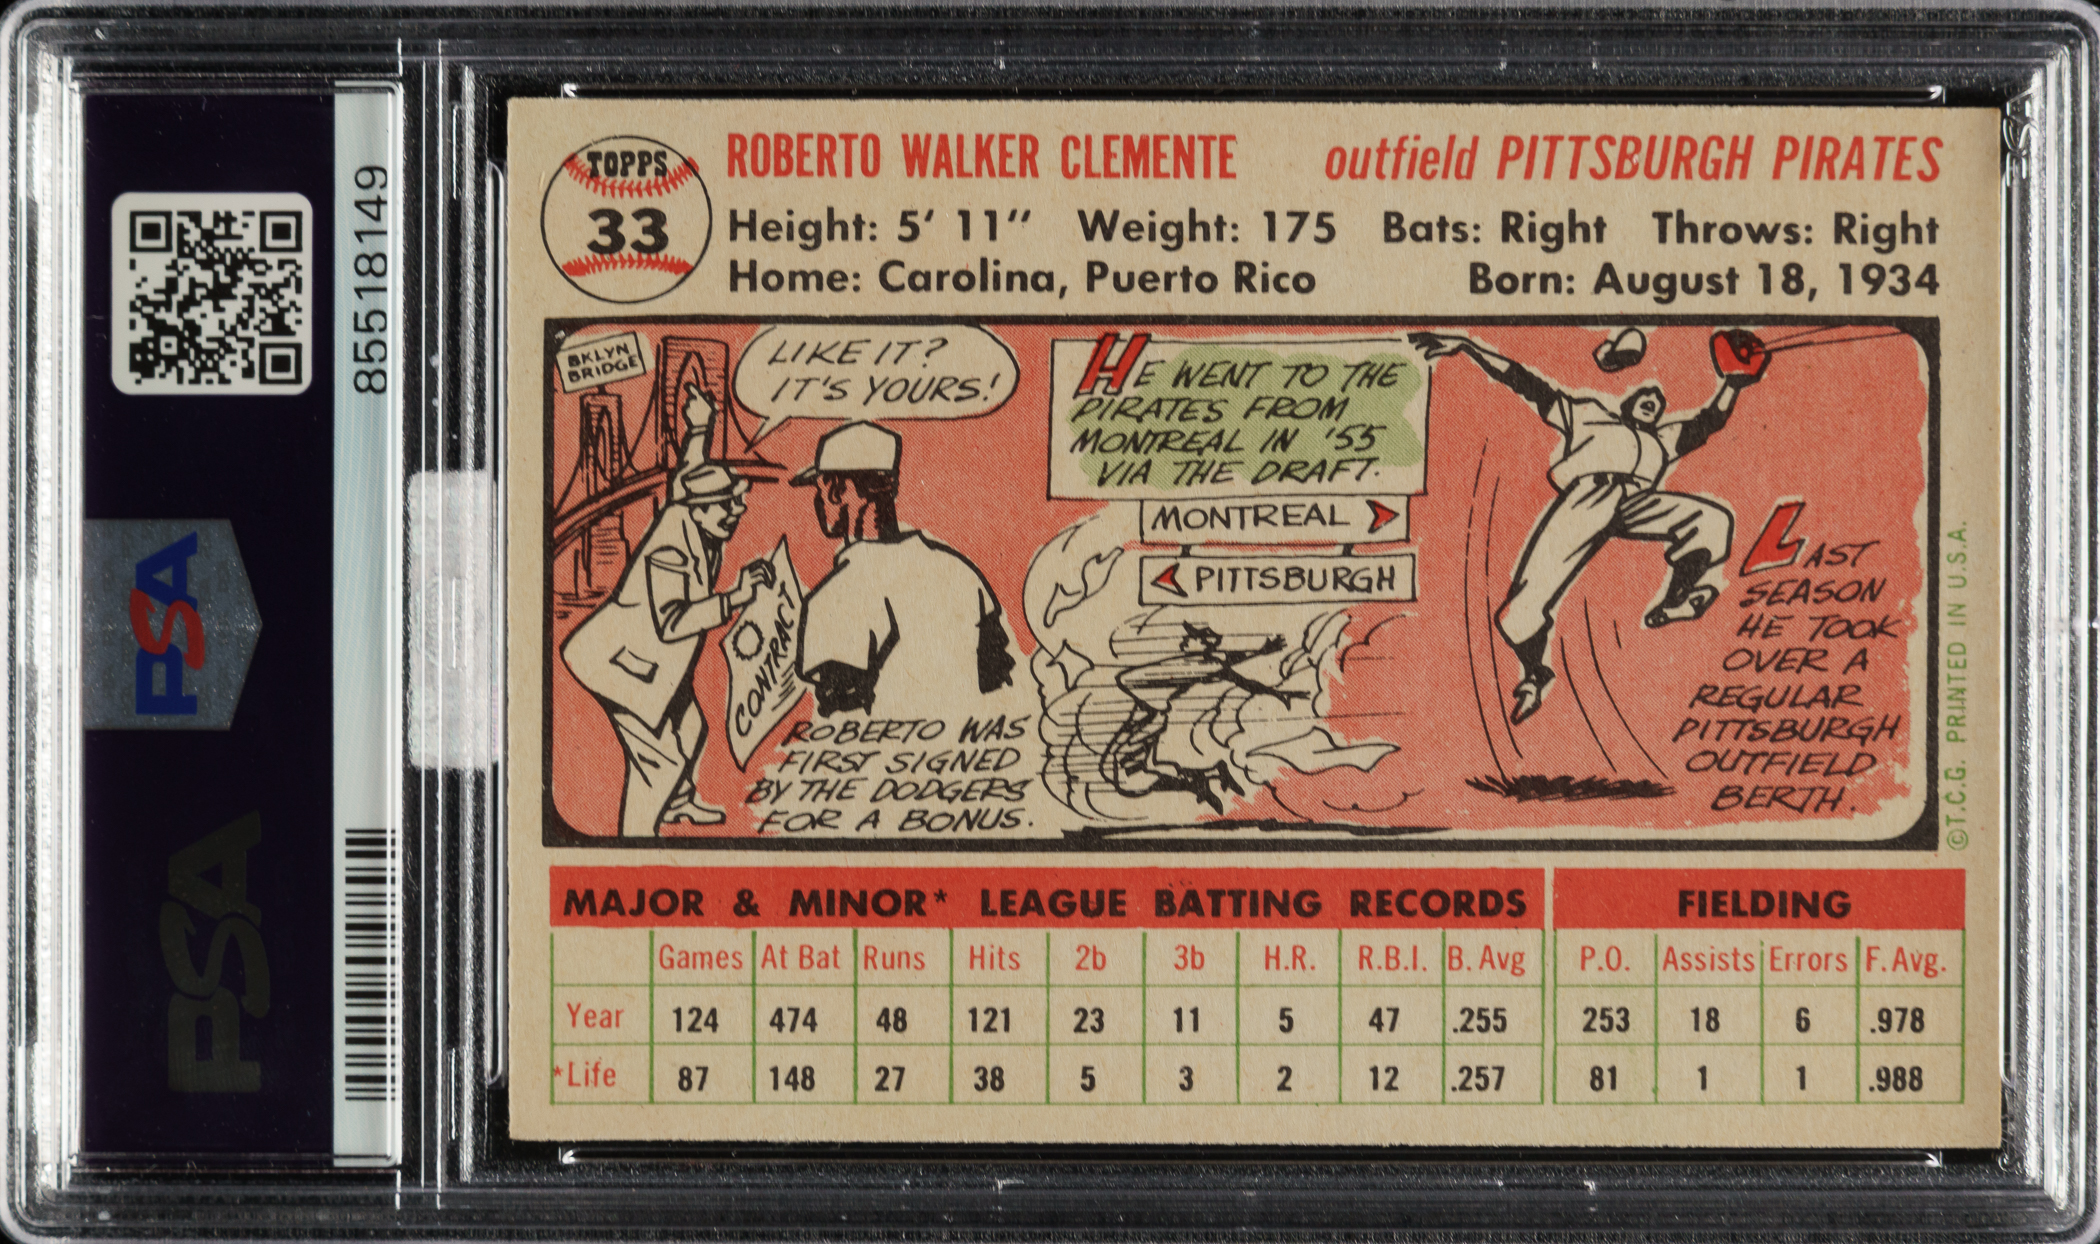 85518149
PSA
PSA
TOPPS
33
ROBERTO WALKER CLEMENTE outfield PITTSBURGH PIRATES
Height: 5' 11" Weight: 175 Bats: Right Throws: Right
Home: Carolina, Puerto Rico Born: August 18, 1934
BKLYN
BRIDGE
LIKE IT?
IT'S YOURS!
CONTRACT
ROBERTO WAS
FIRST SIGNED
BY THE DODGERS
FOR A BONUS.
HE WENT TO THE
PIRATES FROM
MONTREAL IN '55
VIA THE DRAFT.
MONTREAL
PITTSBURGH
LAST
SEASON
HE TOOK
OVER A
REGULAR
PITTSBURGH
OUTFIELD
BERTH.
©T.C.G. PRINTED IN U.S.A.
MAJOR & MINOR* LEAGUE BATTING RECORDS FIELDING
Games At Bat Runs Hits 2b 3b H.R. R.B.I. B. Avg P.O. Assists Errors F. Avg.
Year 124 474 48 121 23 11 5 47 .255 253 18 6 .978
*Life 87 148 27 38 5 3 2 12 .257 81 1 1 .988